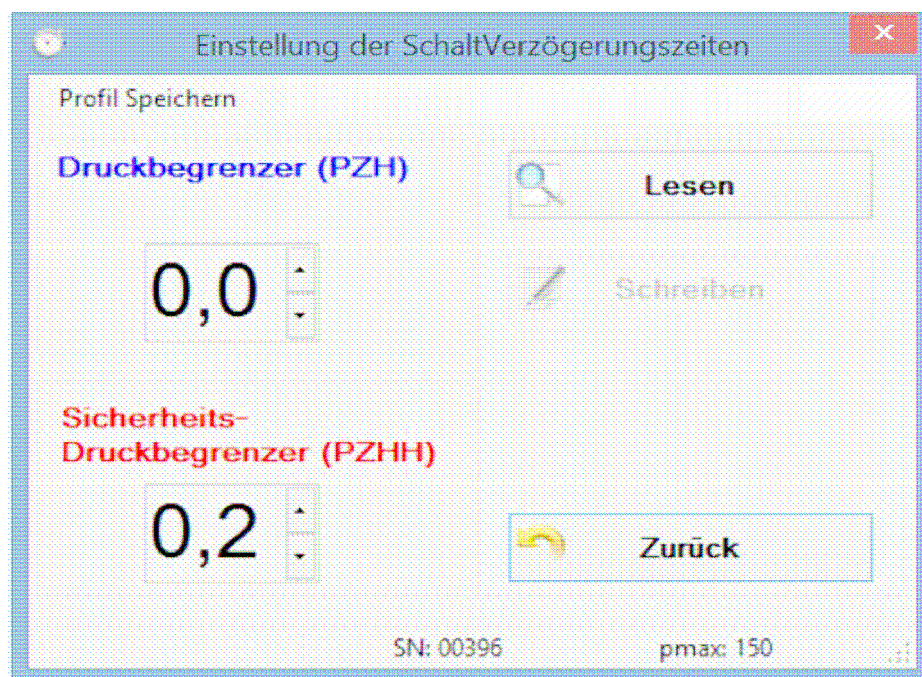 Einstellung der SchaltVerzögerungszeiten
Profil Speichern
Druckbegrenzer (PZH)
Lesen
0,0
Schreiben
Sicherheits-
Druckbegrenzer (PZHH)
0,2
Zurück
SN: 00396 pmax: 150